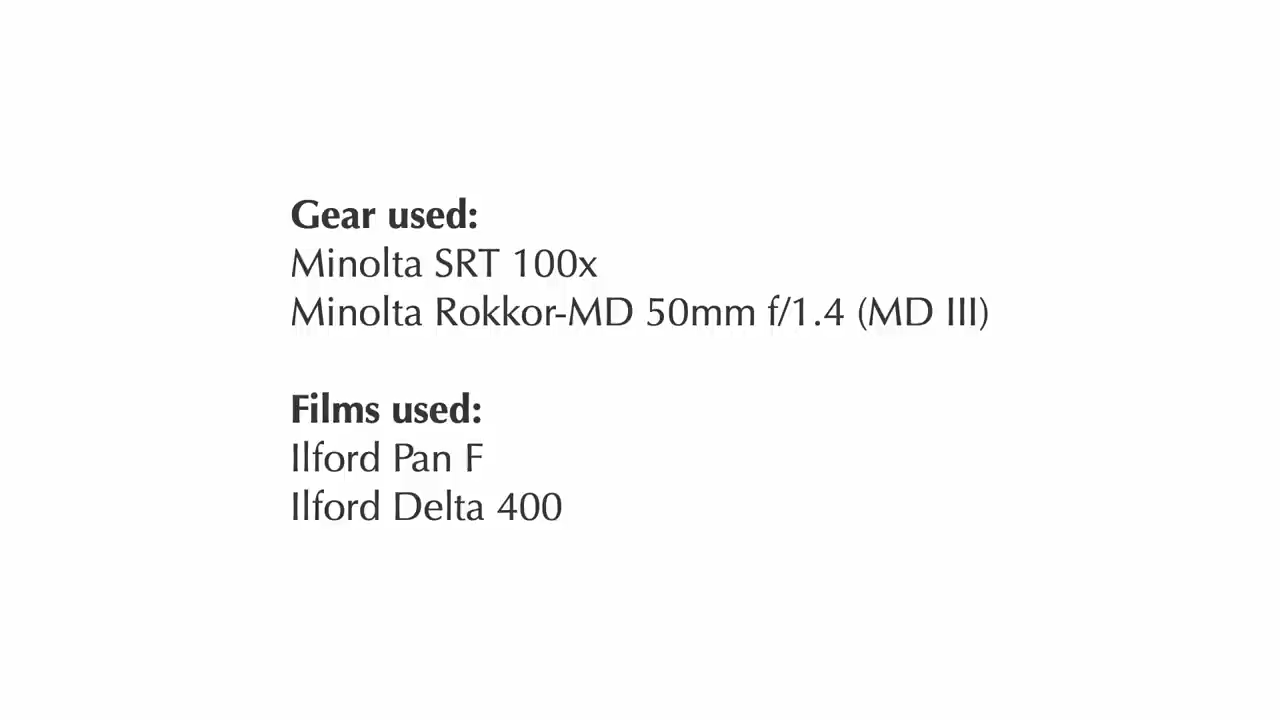 Gear used:
Minolta SRT 100x
Minolta Rokkor-MD 50mm f/1.4 (MD III)
Films used:
Ilford Pan F
Ilford Delta 400